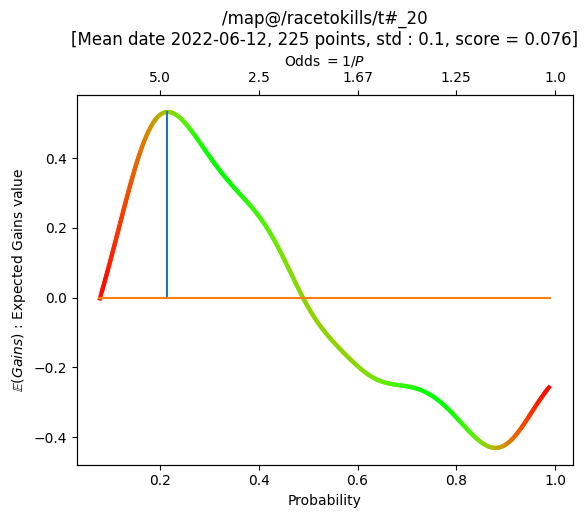 /map@/racetokills/t#_20
[Mean date 2022-06-12, 225 points, std : 0.1, score = 0.076]
Odds = 1/P
5.0 2.5 1.67 1.25 1.0
0.4
0.2
0.0
−0.2
−0.4
𝔼(Gains) : Expected Gains value
0.2 0.4 0.6 0.8 1.0
Probability